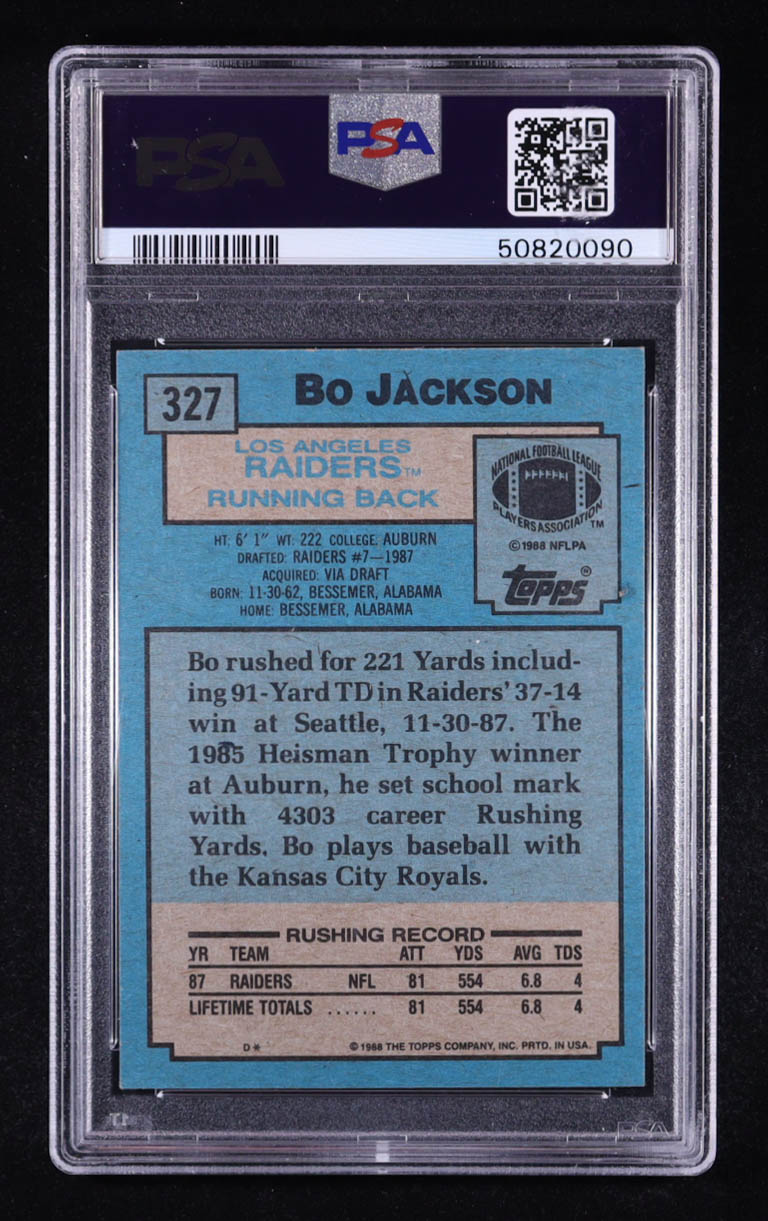 PSA
PSA
50820090
327
BO JACKSON
LOS ANGELES
RAIDERS™
RUNNING BACK
NATIONAL FOOTBALL LEAGUE
PLAYERS ASSOCIATION™
© 1988 NFLPA
topps®
HT. 6' 1" WT. 222 COLLEGE: AUBURN
DRAFTED: RAIDERS #7—1987
ACQUIRED: VIA DRAFT
BORN: 11-30-62, BESSEMER, ALABAMA
HOME: BESSEMER, ALABAMA
Bo rushed for 221 Yards includ-
ing 91-Yard TD in Raiders' 37-14
win at Seattle, 11-30-87. The
1985 Heisman Trophy winner
at Auburn, he set school mark
with 4303 career Rushing
Yards. Bo plays baseball with
the Kansas City Royals.
RUSHING RECORD
YR TEAM ATT YDS AVG TDS
87 RAIDERS NFL 81 554 6.8 4
LIFETIME TOTALS ...... 81 554 6.8 4
D* © 1988 THE TOPPS COMPANY, INC. PRTD. IN USA.
PSA